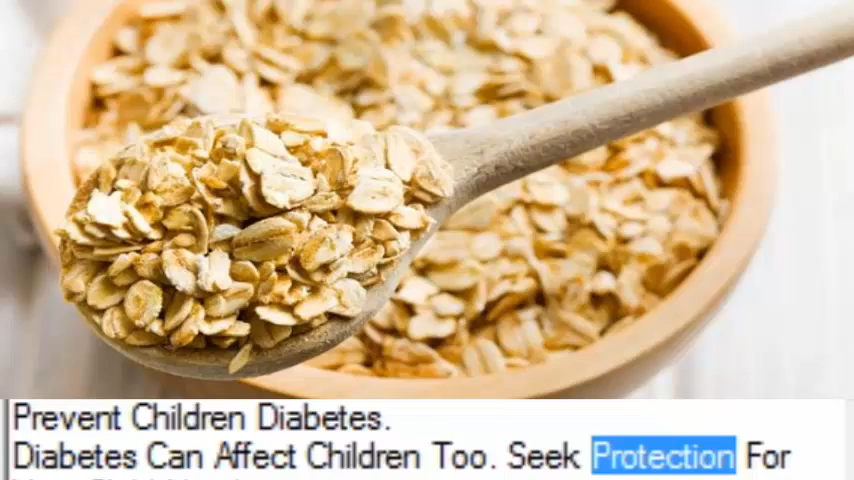 Prevent Children Diabetes.
Diabetes Can Affect Children Too. Seek Protection For